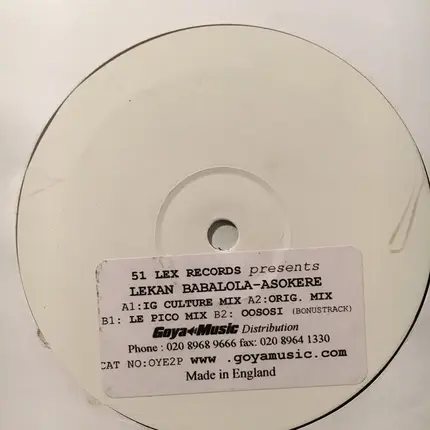 51 LEX RECORDS presents
LEKAN BABALOLA-ASOKERE
A1:IG CULTURE MIX A2:ORIG. MIX
B1: LE PICO MIX B2: OOSOSI (BONUSTRACK)
Goya Music Distribution
Phone : 020 8968 9666 fax: 020 8964 1330
CAT NO:OYE2P www .goyamusic.com
Made in England